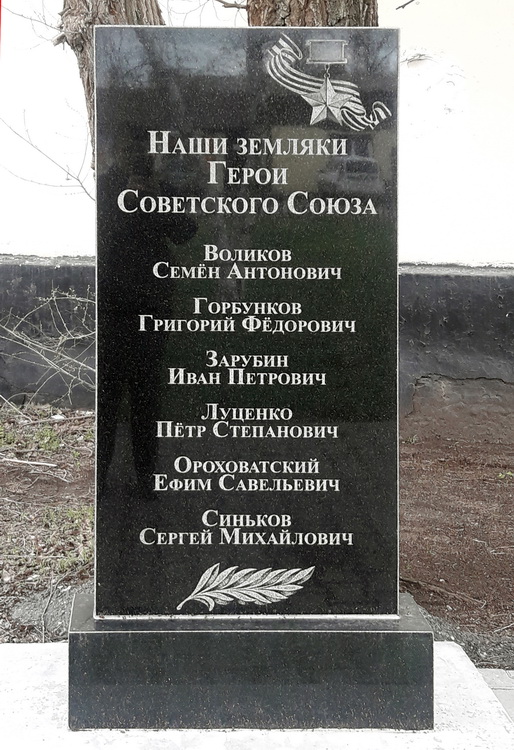 Наши земляки
Герои
Советского Союза
Воликов
Семён Антонович
Горбунков
Григорий Фёдорович
Зарубин
Иван Петрович
Луценко
Пётр Степанович
Ороховатский
Ефим Савельевич
Синьков
Сергей Михайлович